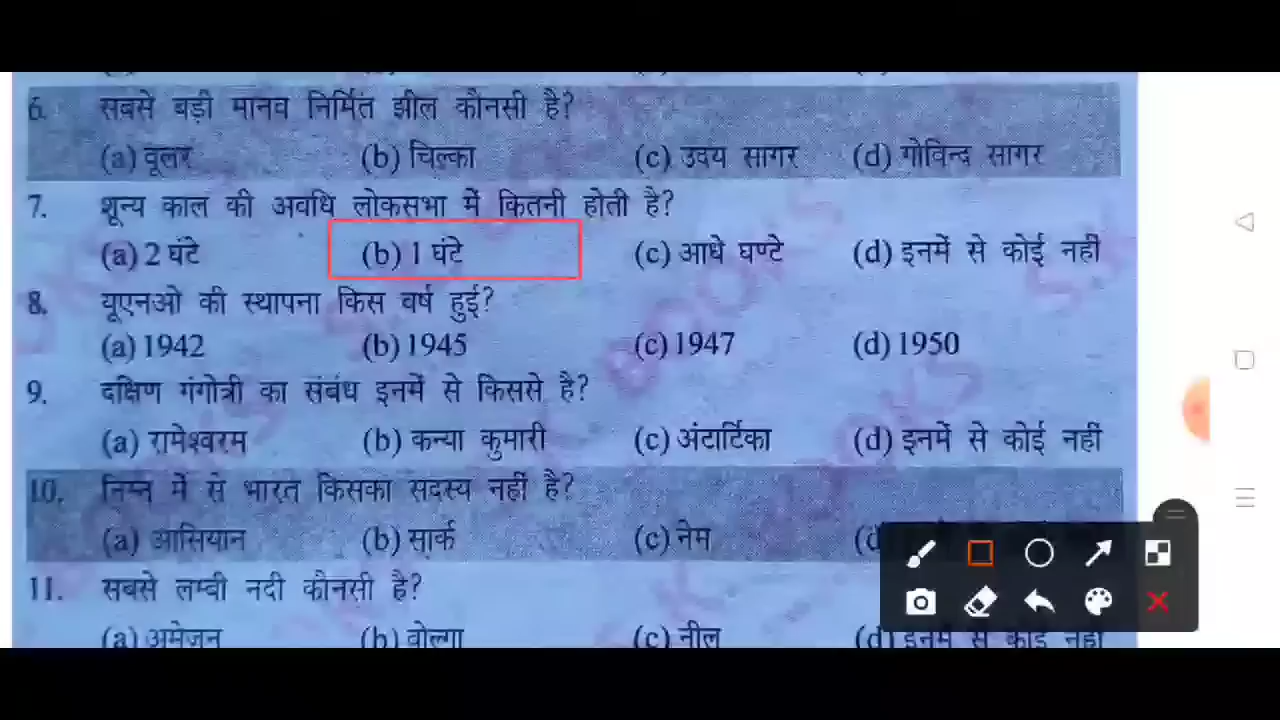 6. सबसे बड़ी मानव निर्मित झील कौनसी है?
(a) वूलर (b) चिल्का (c) उदय सागर (d) गोविन्द सागर
7. शून्य काल की अवधि लोकसभा में कितनी होती है?
(a) 2 घंटे (b) 1 घंटे (c) आधे घण्टे (d) इनमें से कोई नहीं
8. यूएनओ की स्थापना किस वर्ष हुई?
(a) 1942 (b) 1945 (c) 1947 (d) 1950
9. दक्षिण गंगोत्री का संबंध इनमें से किससे है?
(a) रामेश्वरम (b) कन्या कुमारी (c) अंटार्टिका (d) इनमें से कोई नहीं
10. निम्न में से भारत किसका सदस्य नहीं है?
(a) आसियान (b) सार्क (c) नेम
11. सबसे लम्बी नदी कौनसी है?
(a) अमेजन (b) वोल्गा (c) नील (d) इनमें से कोई नहीं